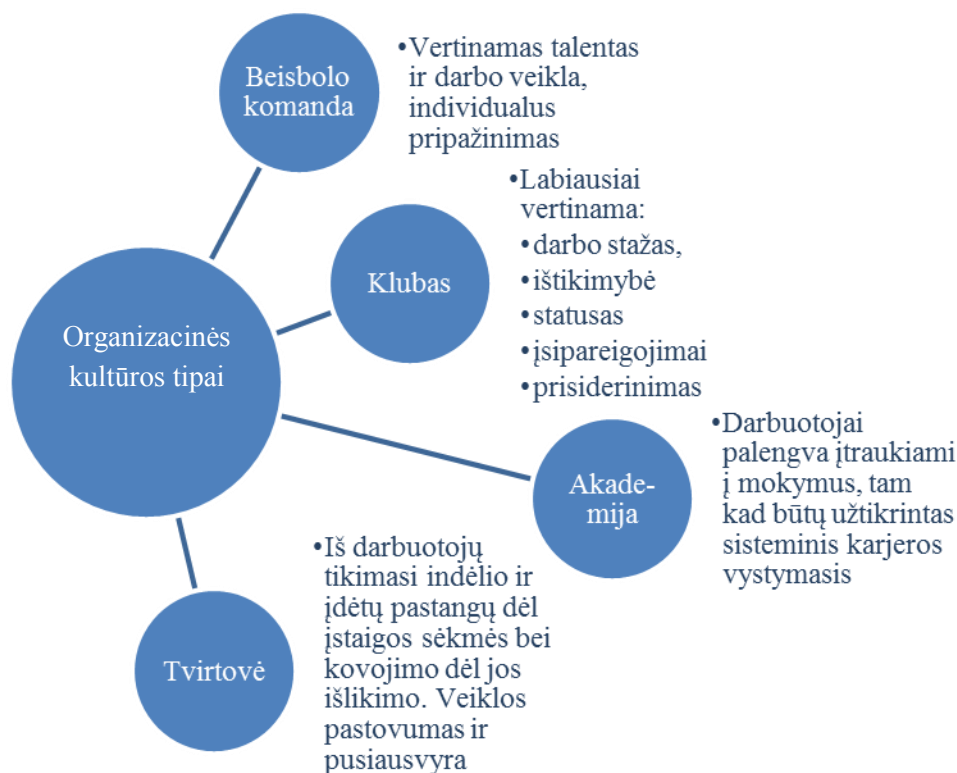 Beisbolo
komanda
•Vertinamas talentas
ir darbo veikla,
individualus
pripažinimas
Klubas
•Labiausiai
vertinama:
•darbo stažas,
•ištikimybė
•statusas
•įsipareigojimai
•prisiderinimas
Organizacinės
kultūros tipai
Akade-
mija
•Darbuotojai
palengva įtraukiami
į mokymus, tam
kad būtų užtikrintas
sisteminis karjeros
vystymasis
Tvirtovė
•Iš darbuotojų
tikimasi indėlio ir
įdėtų pastangų dėl
įstaigos sėkmės bei
kovojimo dėl jos
išlikimo. Veiklos
pastovumas ir
pusiausvyra